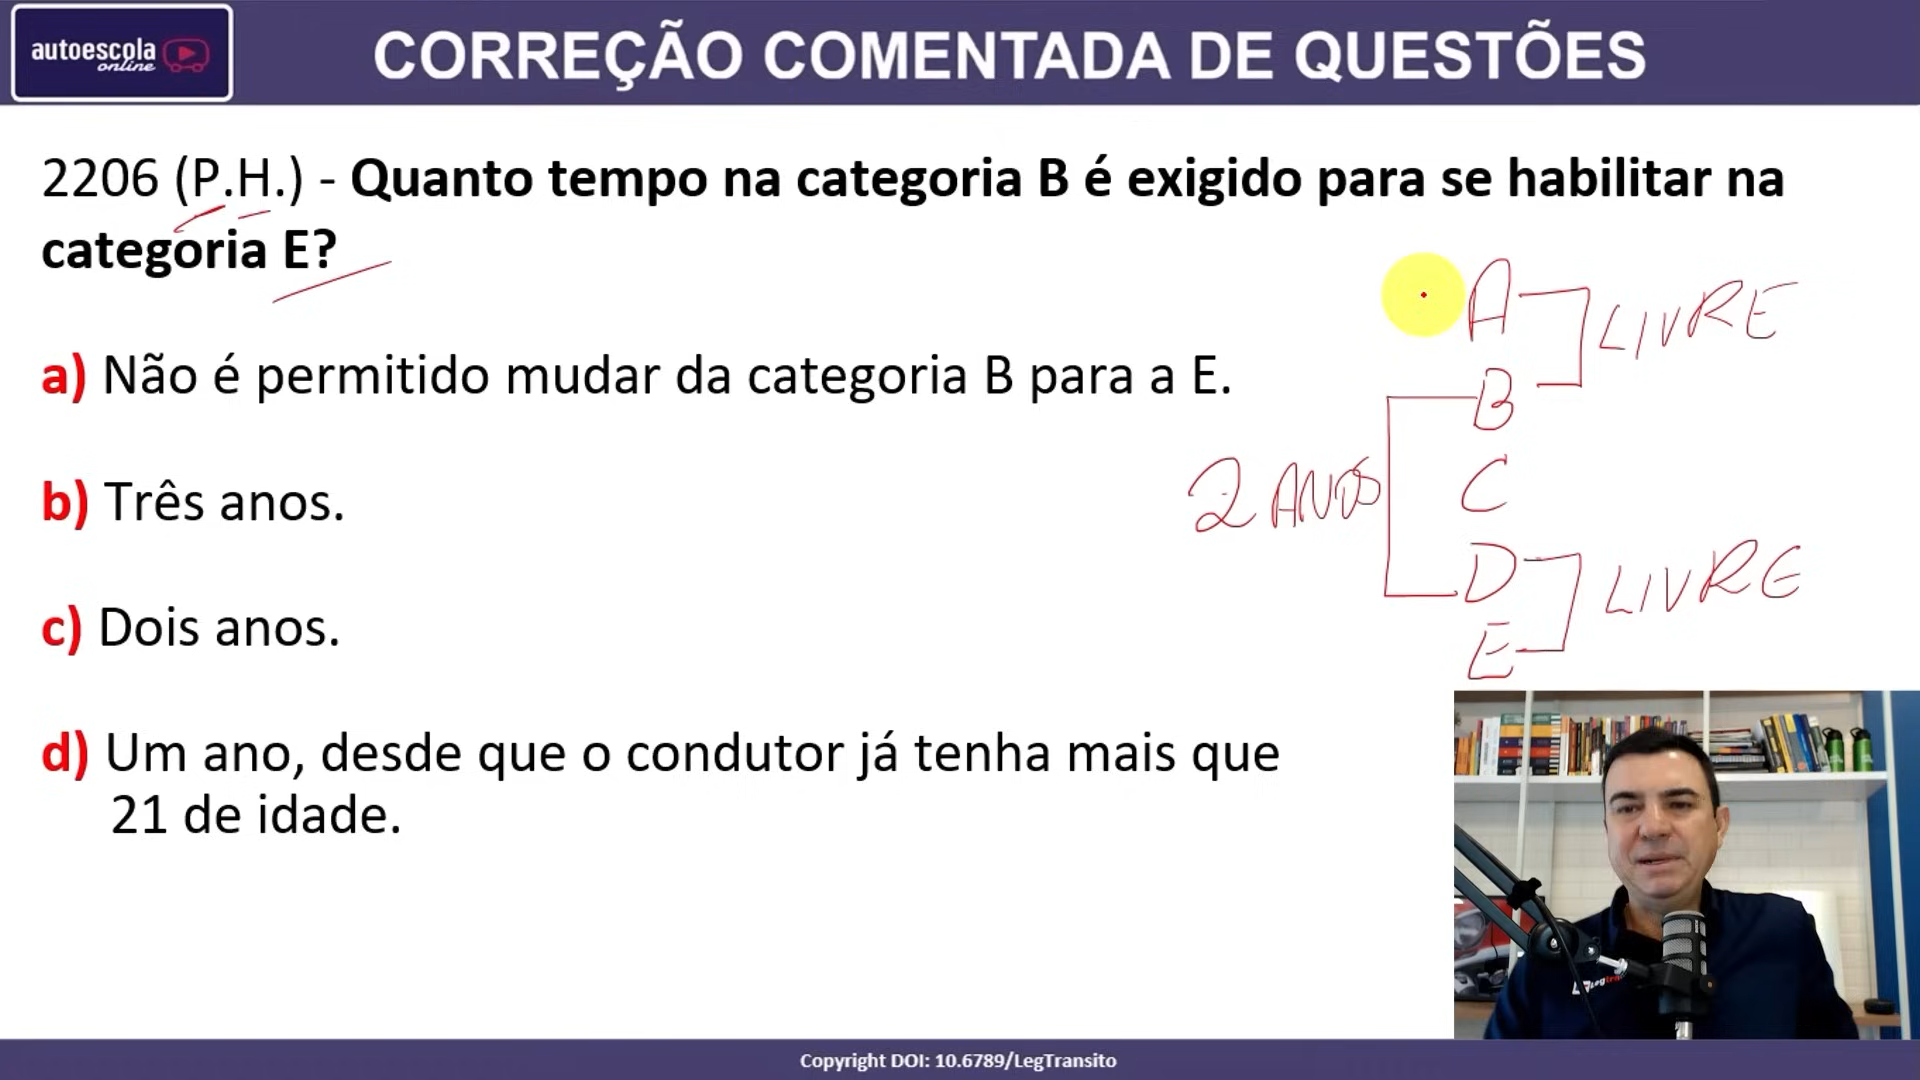 autoescola
online
CORREÇÃO COMENTADA DE QUESTÕES
2206 (P.H.) - Quanto tempo na categoria B é exigido para se habilitar na
categoria E?
a) Não é permitido mudar da categoria B para a E.
b) Três anos.
c) Dois anos.
d) Um ano, desde que o condutor já tenha mais que
21 de idade.
A
LIVRE
B
2 ANOS
C
D
LIVRE
E
Copyright DOI: 10.6789/LegTransito